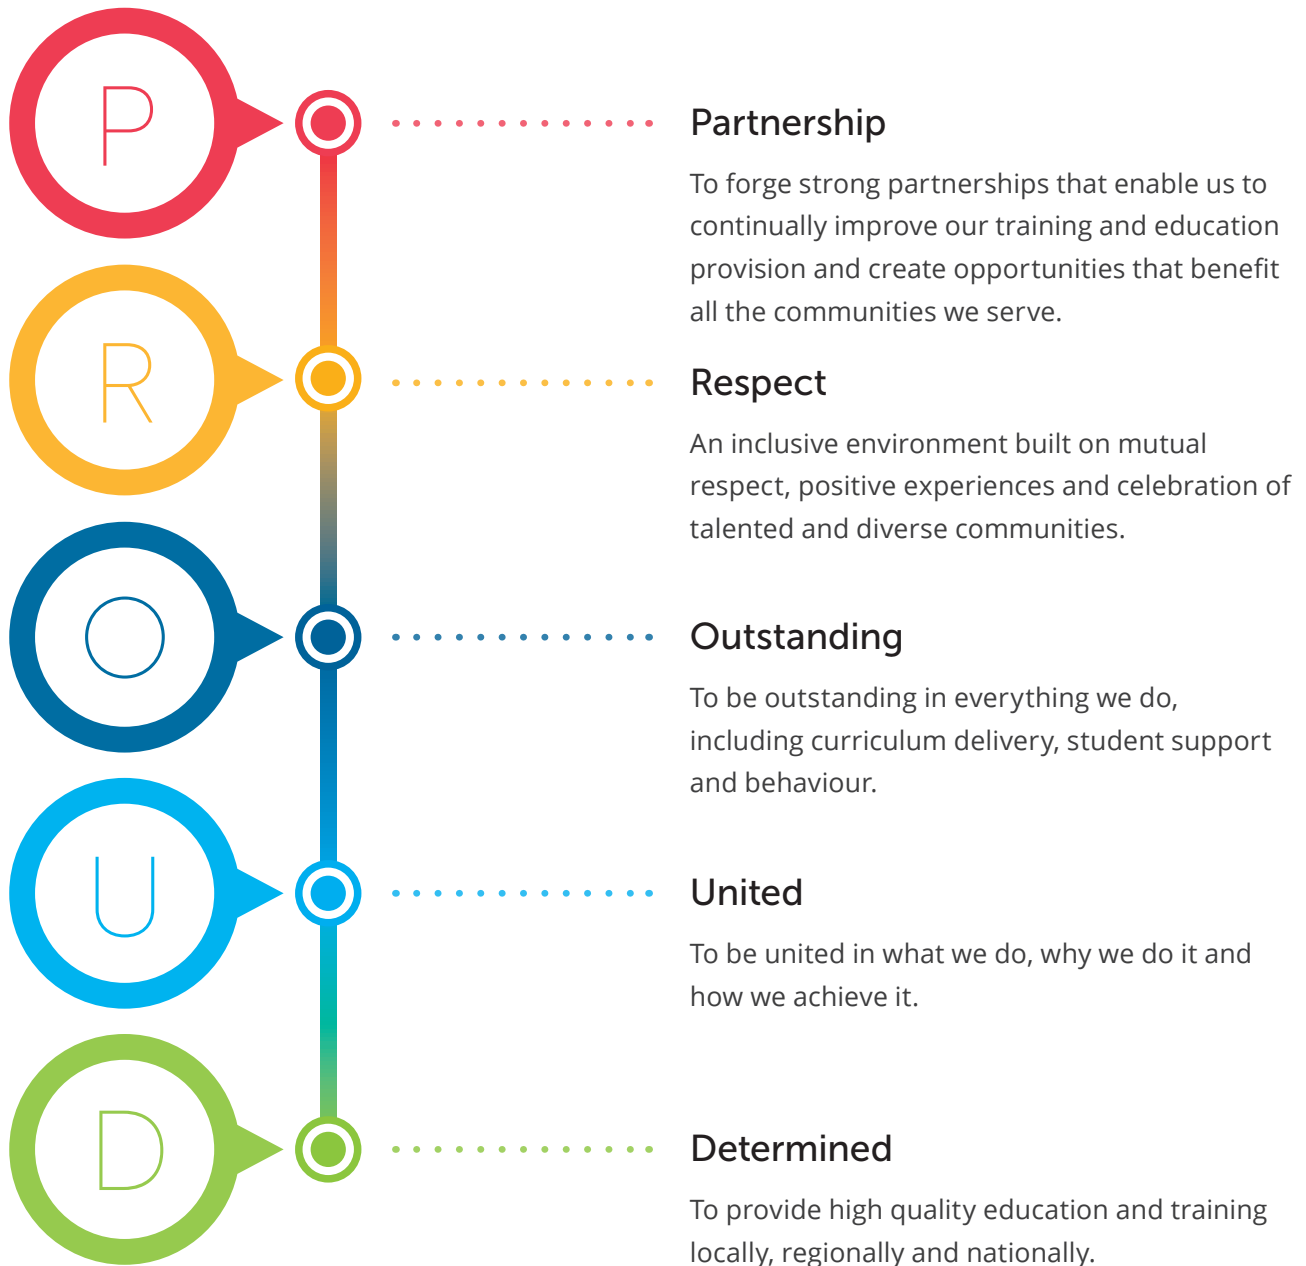 P
Partnership
To forge strong partnerships that enable us to
continually improve our training and education
provision and create opportunities that benefit
all the communities we serve.
R
Respect
An inclusive environment built on mutual
respect, positive experiences and celebration of
talented and diverse communities.
O
Outstanding
To be outstanding in everything we do,
including curriculum delivery, student support
and behaviour.
U
United
To be united in what we do, why we do it and
how we achieve it.
D
Determined
To provide high quality education and training
locally, regionally and nationally.